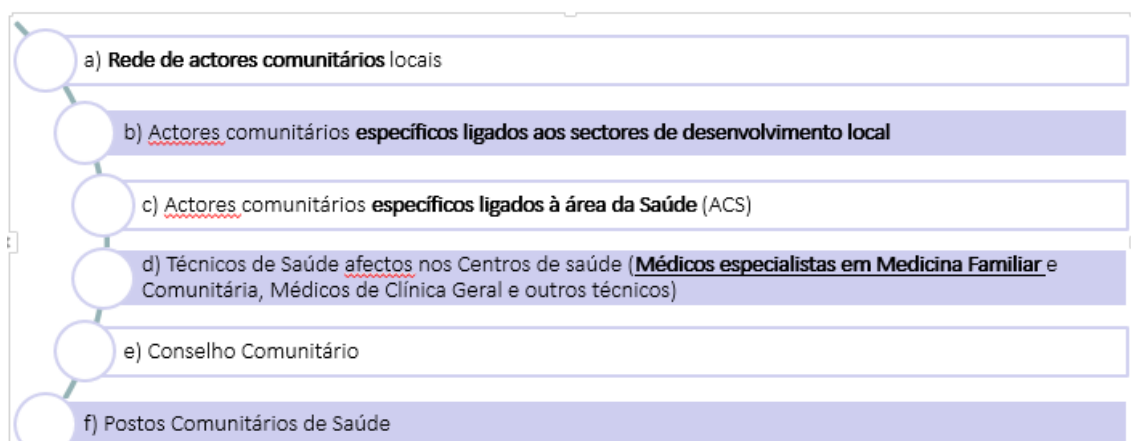 a) Rede de actores comunitários locais
b) Actores comunitários específicos ligados aos sectores de desenvolvimento local
c) Actores comunitários específicos ligados à área da Saúde (ACS)
d) Técnicos de Saúde afectos nos Centros de saúde (Médicos especialistas em Medicina Familiar e
Comunitária, Médicos de Clínica Geral e outros técnicos)
e) Conselho Comunitário
f) Postos Comunitários de Saúde